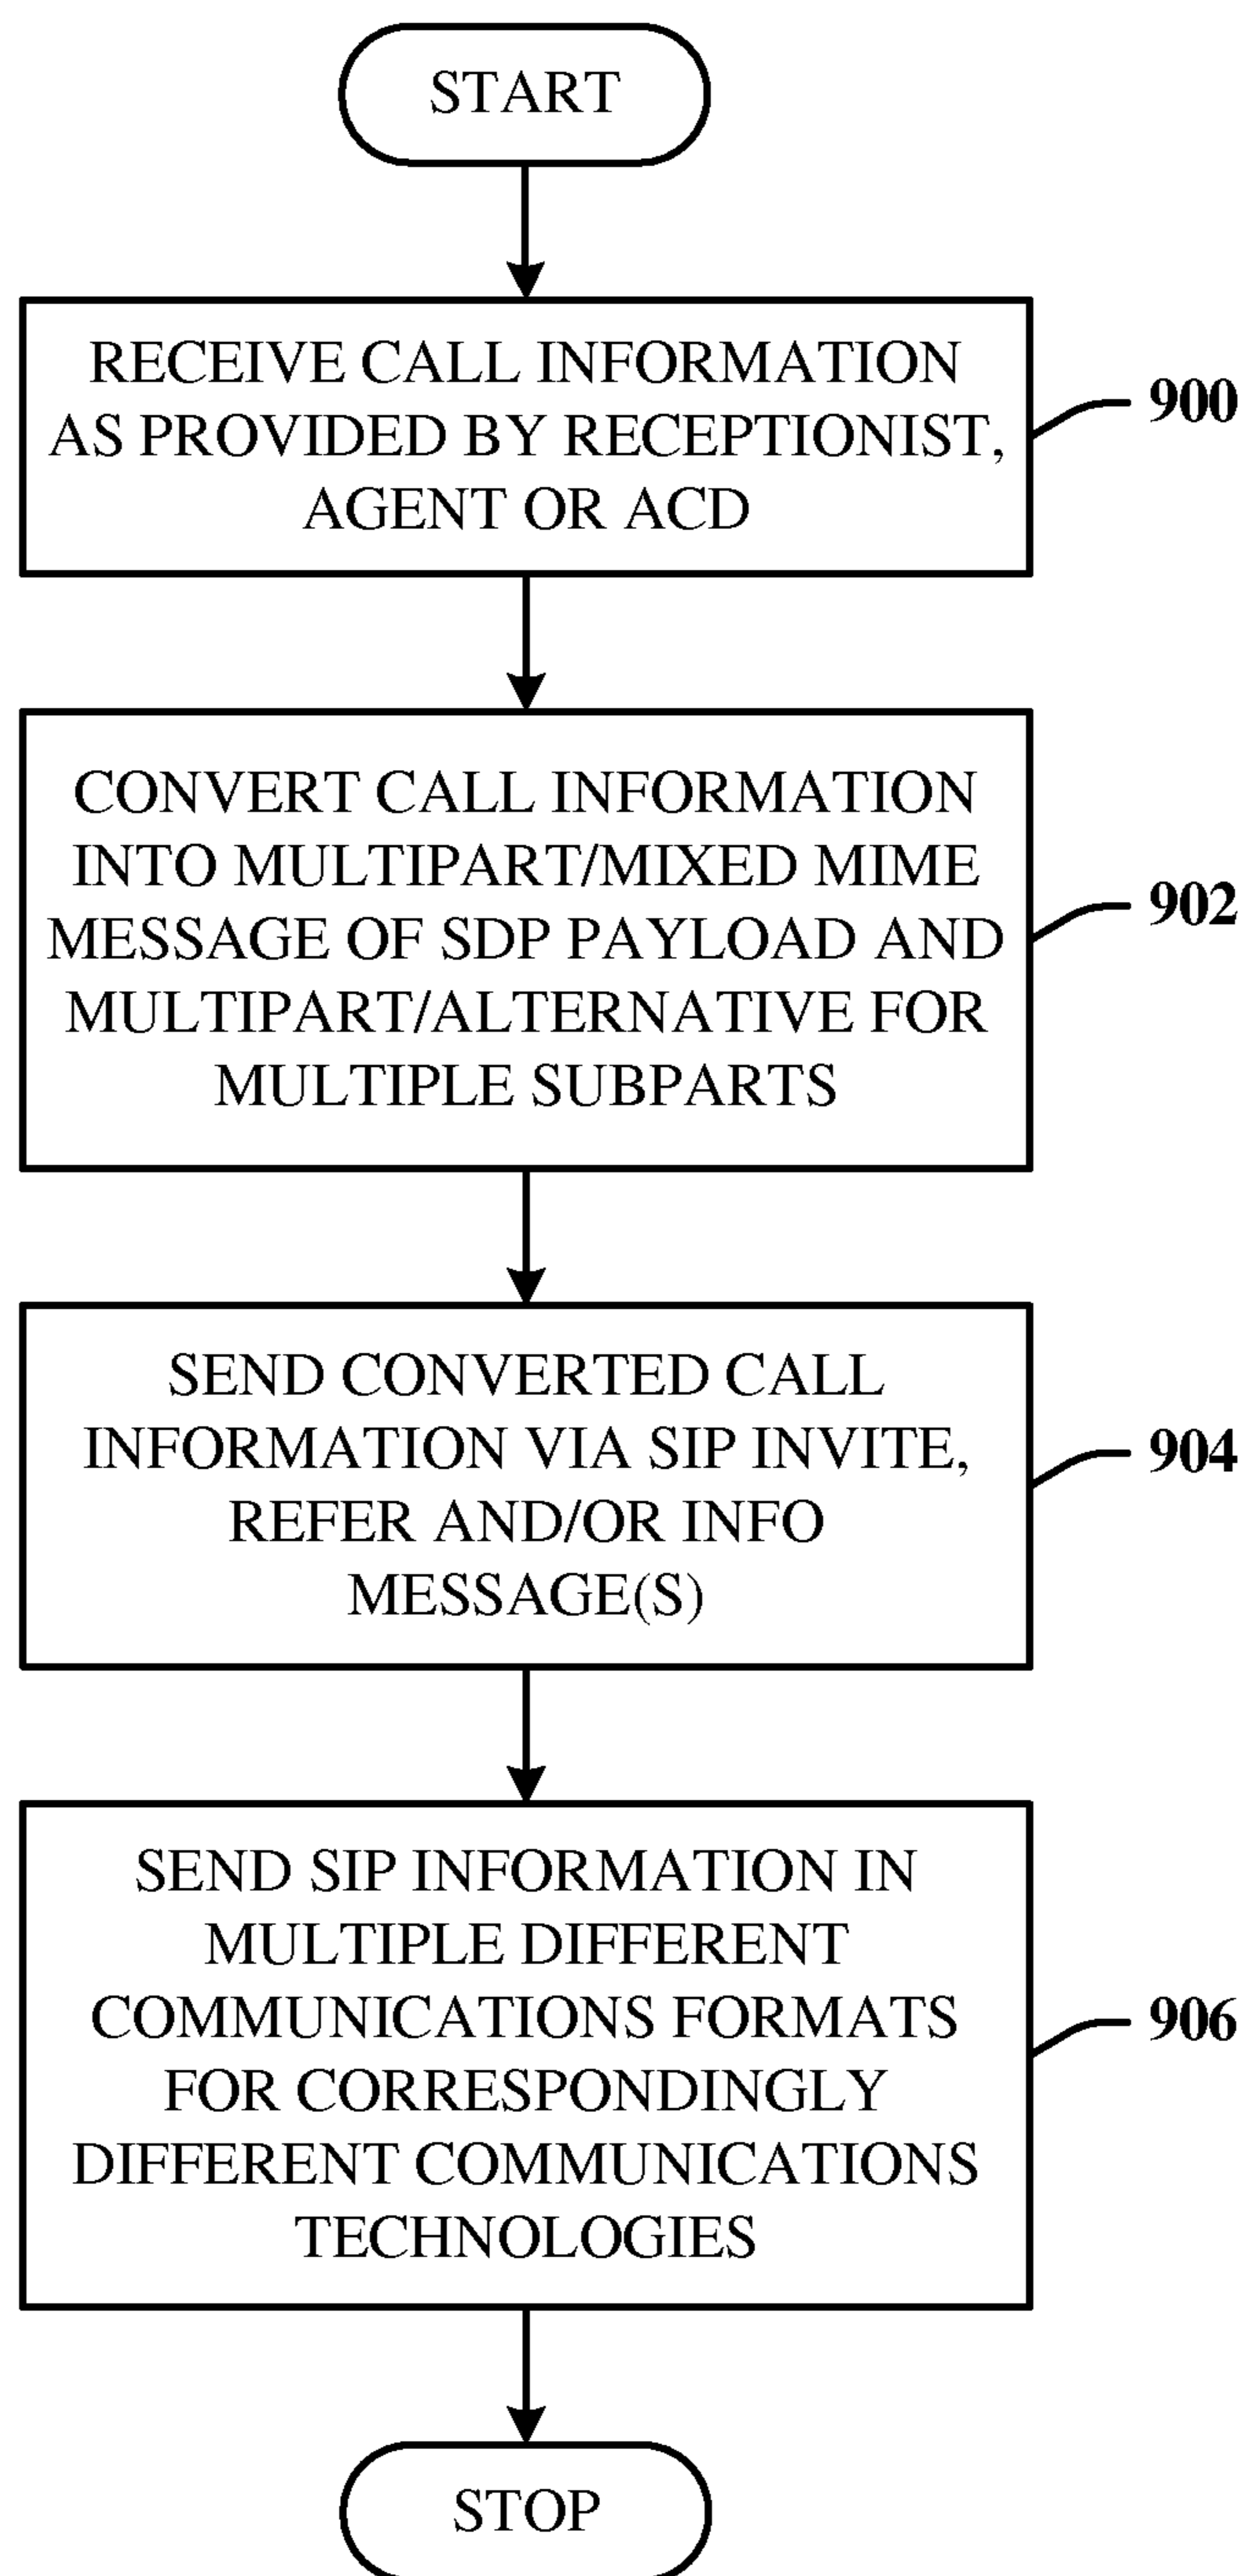 START
RECEIVE CALL INFORMATION
AS PROVIDED BY RECEPTIONIST,
AGENT OR ACD
900
CONVERT CALL INFORMATION
INTO MULTIPART/MIXED MIME
MESSAGE OF SDP PAYLOAD AND
MULTIPART/ALTERNATIVE FOR
MULTIPLE SUBPARTS
902
SEND CONVERTED CALL
INFORMATION VIA SIP INVITE,
REFER AND/OR INFO
MESSAGE(S)
904
SEND SIP INFORMATION IN
MULTIPLE DIFFERENT
COMMUNICATIONS FORMATS
FOR CORRESPONDINGLY
DIFFERENT COMMUNICATIONS
TECHNOLOGIES
906
STOP